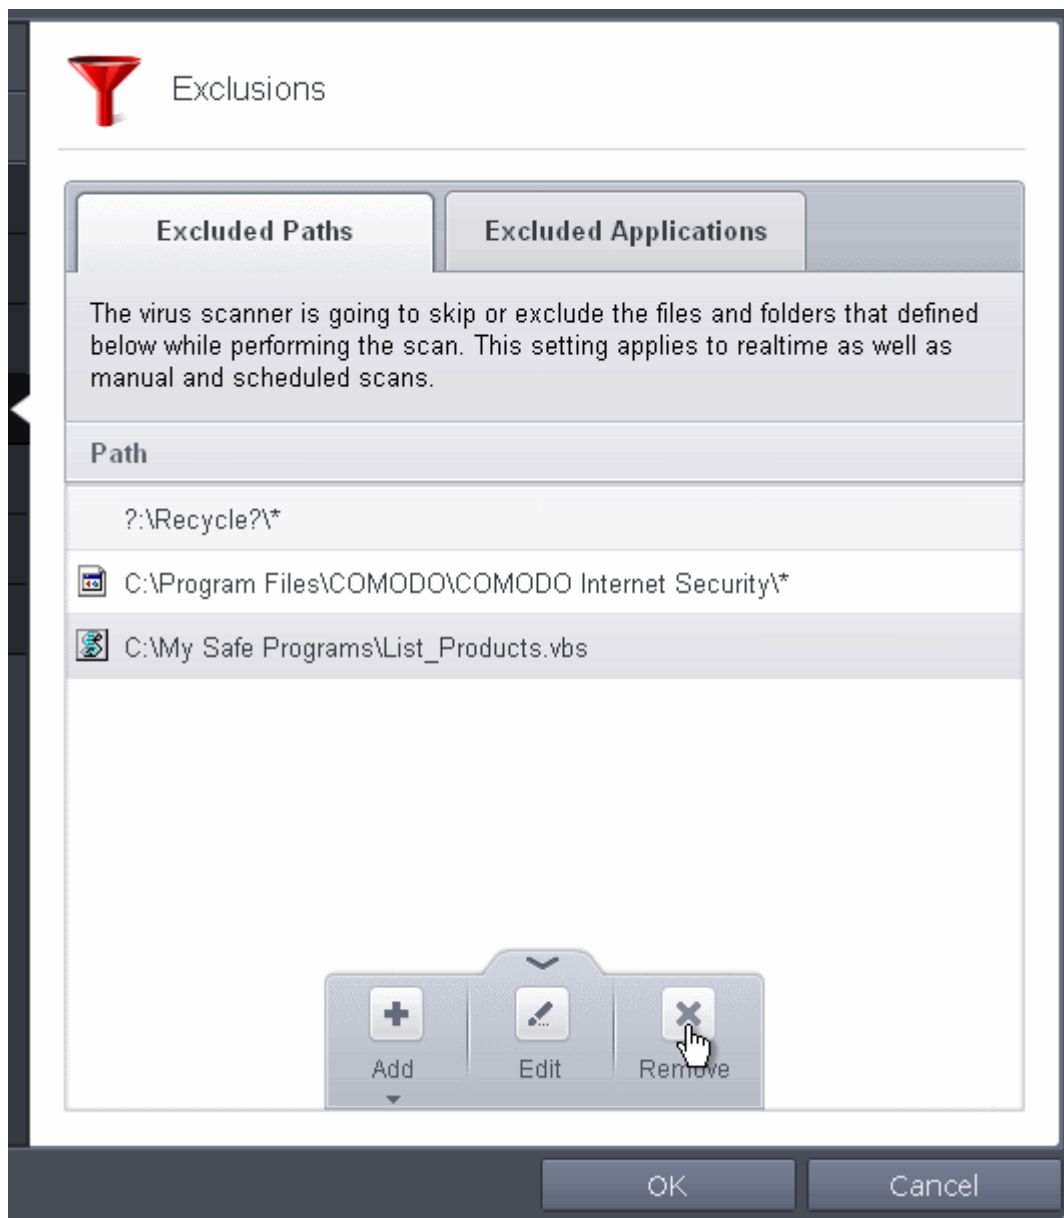 Exclusions
Excluded Paths
Excluded Applications
The virus scanner is going to skip or exclude the files and folders that defined
below while performing the scan. This setting applies to realtime as well as
manual and scheduled scans.
Path
?:\Recycle?\*
C:\Program Files\COMODO\COMODO Internet Security\*
C:\My Safe Programs\List_Products.vbs
Add
Edit
Remove
OK
Cancel